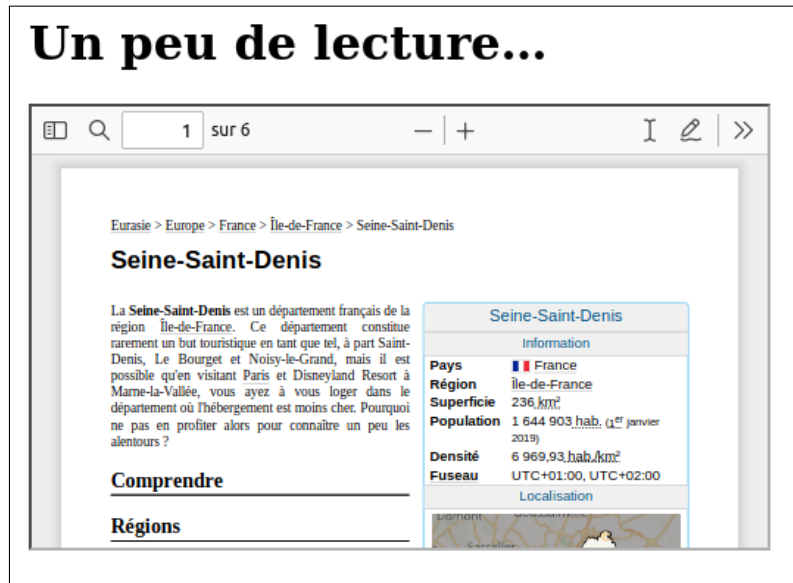 Un peu de lecture...
1 sur 6
Eurasie > Europe > France > Île-de-France > Seine-Saint-Denis
Seine-Saint-Denis
La Seine-Saint-Denis est un département français de la
région Île-de-France. Ce département constitue
rarement un but touristique en tant que tel, à part Saint-
Denis, Le Bourget et Noisy-le-Grand, mais il est
possible qu'en visitant Paris et Disneyland Resort à
Marne-la-Vallée, vous ayez à vous loger dans le
département où l'hébergement est moins cher. Pourquoi
ne pas en profiter alors pour connaître un peu les
alentours ?
Comprendre
Régions
Seine-Saint-Denis
Information
Pays France
Région Île-de-France
Superficie 236 km²
Population 1 644 903 hab. (1er janvier
2019)
Densité 6 969,93 hab./km²
Fuseau UTC+01:00, UTC+02:00
Localisation
Domont